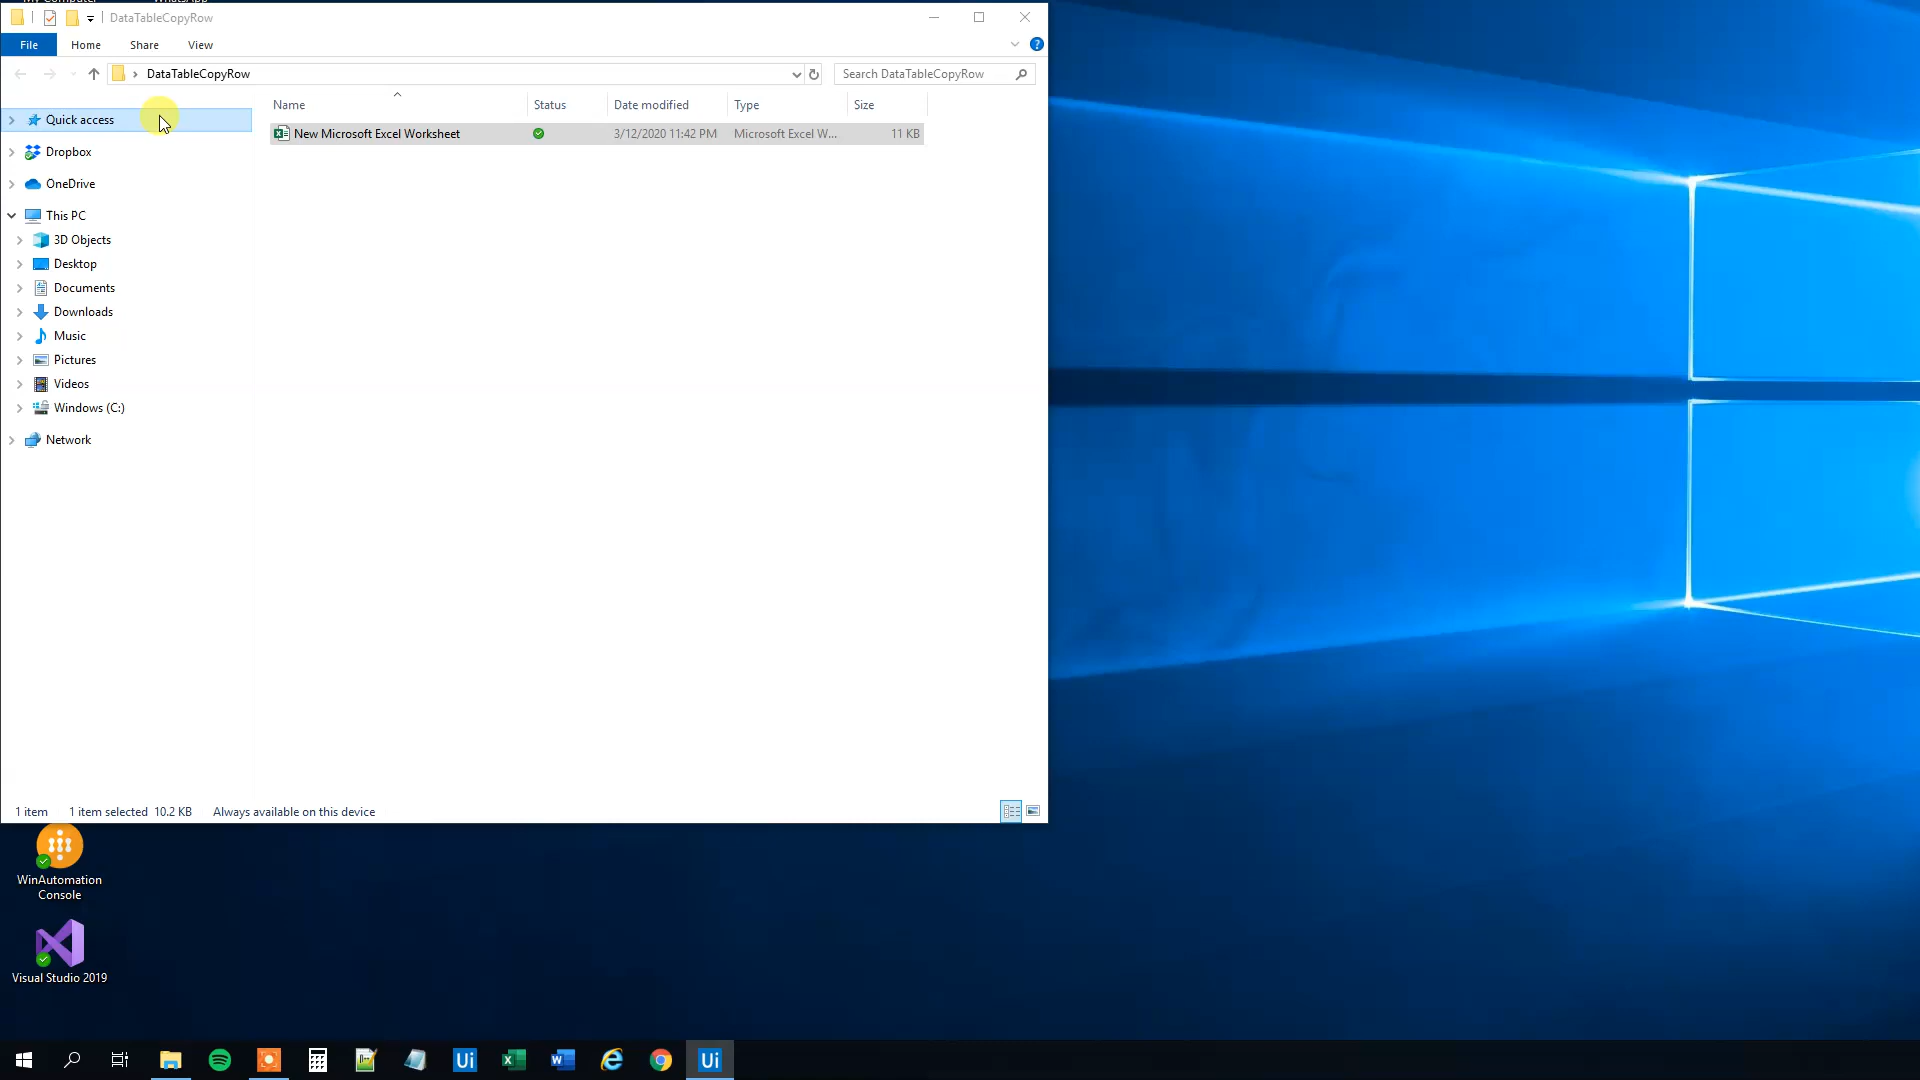 DataTableCopyRow
File Home Share View
DataTableCopyRow
Search DataTableCopyRow
Name Status Date modified Type Size
New Microsoft Excel Worksheet 3/12/2020 11:42 PM Microsoft Excel W... 11 KB
Quick access
Dropbox
OneDrive
This PC
3D Objects
Desktop
Documents
Downloads
Music
Pictures
Videos
Windows (C:)
Network
1 item 1 item selected 10.2 KB Always available on this device
WinAutomation
Console
Visual Studio 2019
Ui
Ui